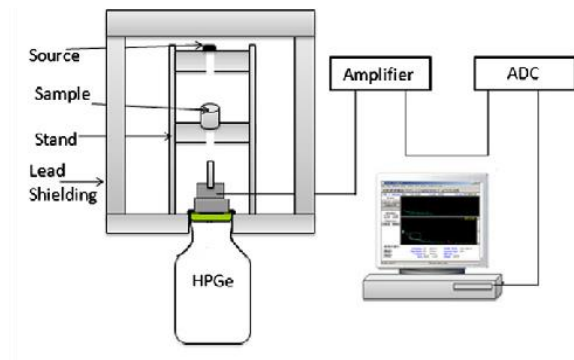 Source
Sample
Stand
Lead
Shielding
HPGe
Amplifier
ADC